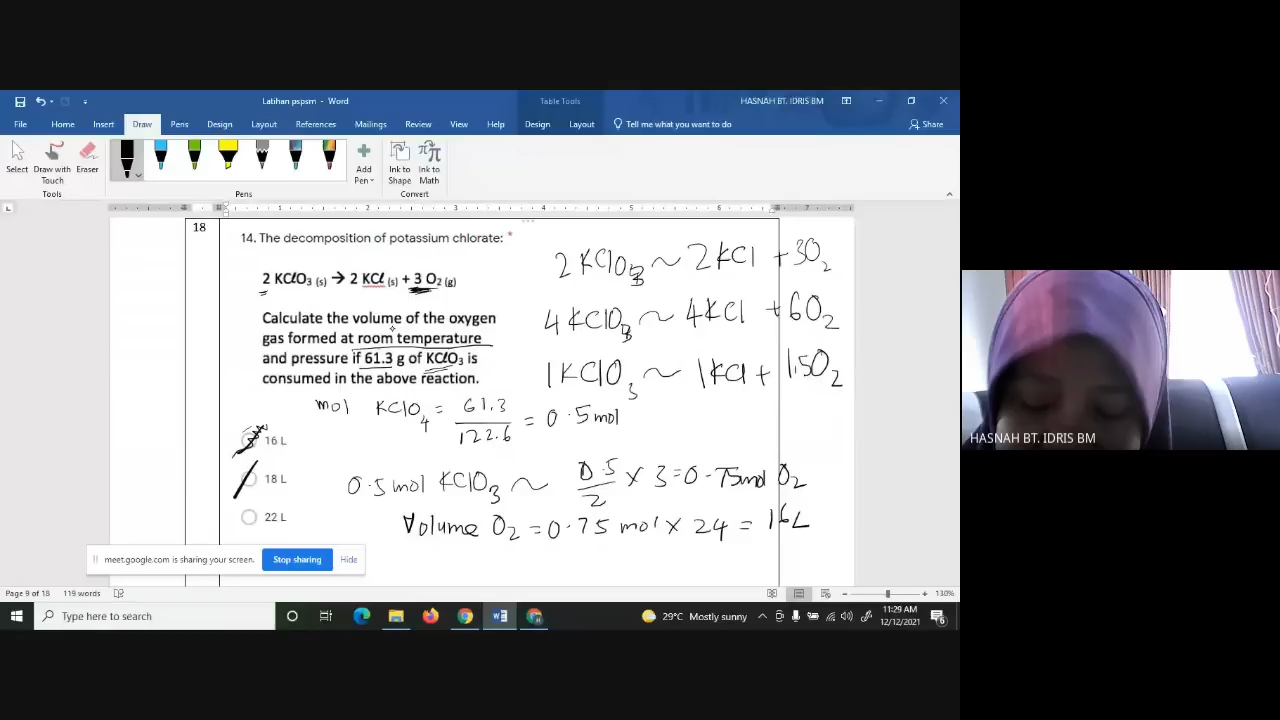 Latihan pspsm - Word
Table Tools
HASNAH BT. IDRIS BM
File Home Insert Draw Pens Design Layout References Mailings Review View Help Design Layout Tell me what you want to do Share
Select
Draw with Touch
Eraser
Add Pen
Ink to Shape
Ink to Math
Tools
Pens
Convert
1 2 3 4 5 6 7
18
14. The decomposition of potassium chlorate: *
2 KClO3 (s) → 2 KCl (s) + 3 O2 (g)
Calculate the volume of the oxygen
gas formed at room temperature
and pressure if 61.3 g of KClO3 is
consumed in the above reaction.
2 KClO3 ~ 2 KCl + 3O2
4 KClO3 ~ 4KCl + 6O2
1 KClO3 ~ 1KCl + 1.5O2
mol KClO4 = 61.3 / 122.6 = 0.5 mol
16 L
18 L
22 L
0.5 mol KClO3 ~ 0.5 / 2 × 3 = 0.75mol O2
Volume O2 = 0.75 mol × 24 = 16L
meet.google.com is sharing your screen.
Stop sharing
Hide
Page 9 of 18 119 words
130%
Type here to search
29°C Mostly sunny
11:29 AM
12/12/2021
6
HASNAH BT. IDRIS BM